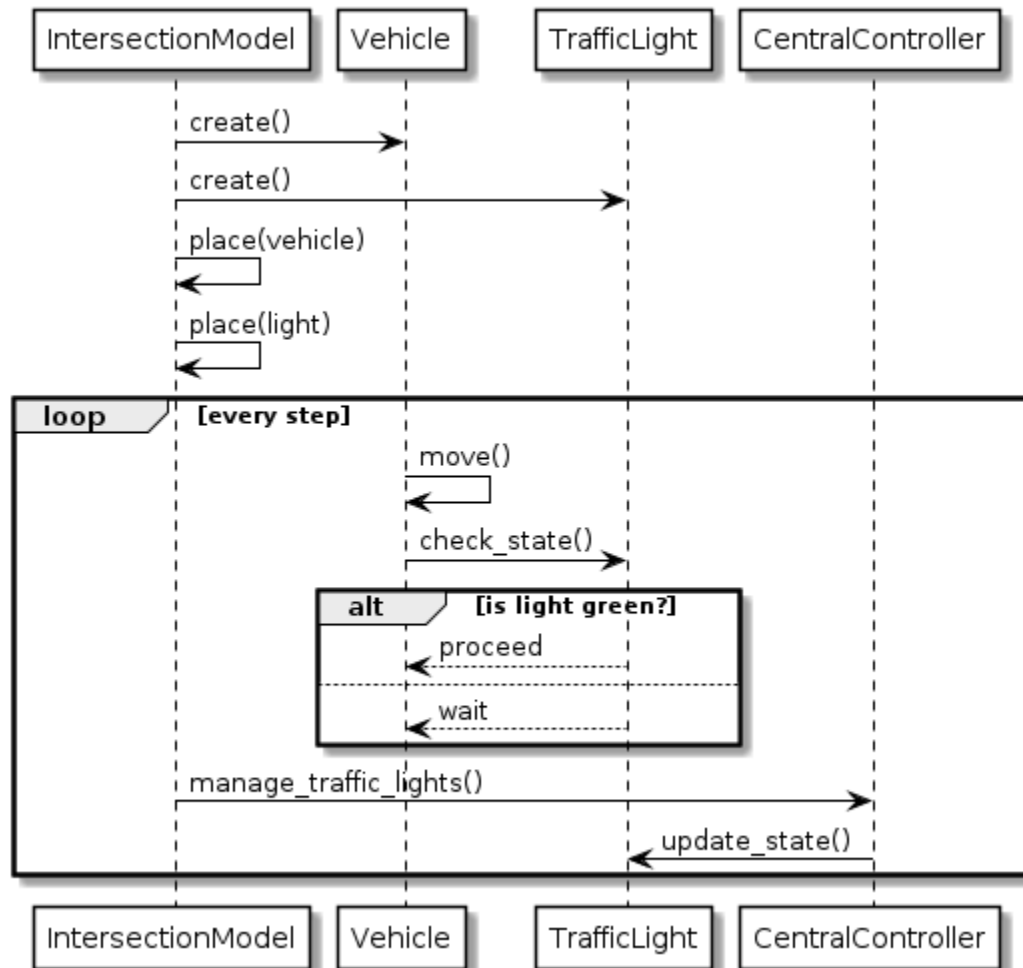 IntersectionModel Vehicle TrafficLight CentralController
create()
create()
place(vehicle)
place(light)
loop [every step]
move()
check_state()
alt [is light green?]
proceed
wait
manage_traffic_lights()
update_state()
IntersectionModel Vehicle TrafficLight CentralController